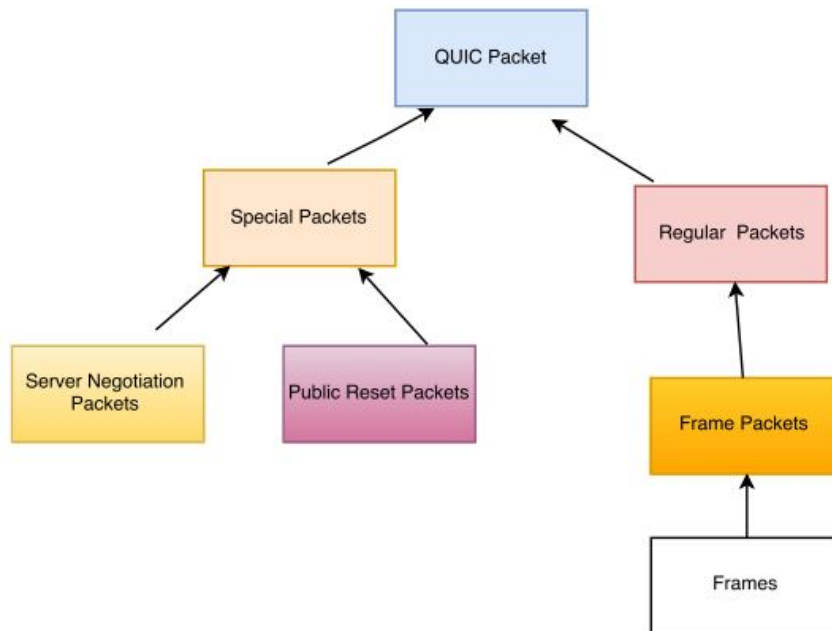 QUIC Packet
Special Packets
Regular Packets
Server Negotiation
Packets
Public Reset Packets
Frame Packets
Frames